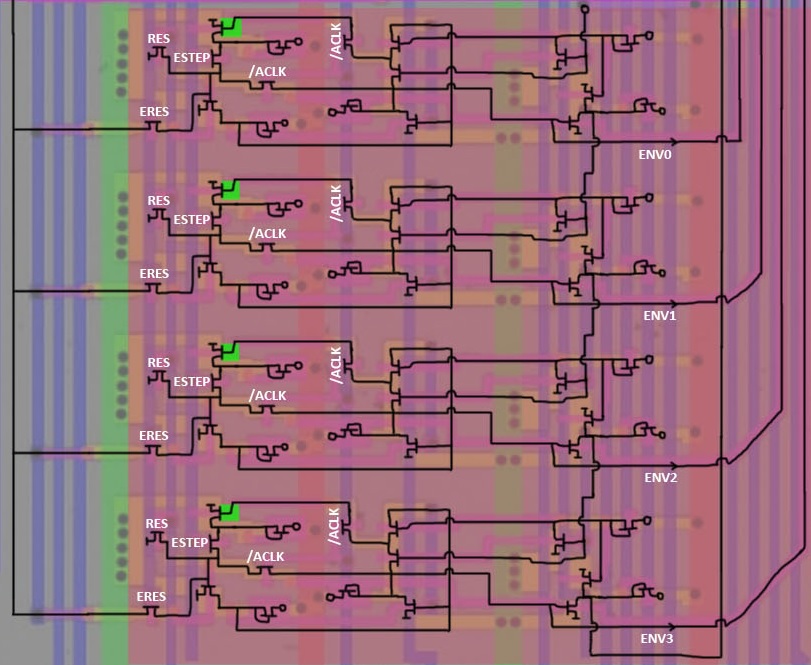 RES
ESTEP
/ACLK
/ACLK
ERES
ENV0
RES
ESTEP
/ACLK
/ACLK
ERES
ENV1
RES
ESTEP
/ACLK
/ACLK
ERES
ENV2
RES
ESTEP
/ACLK
/ACLK
ERES
ENV3